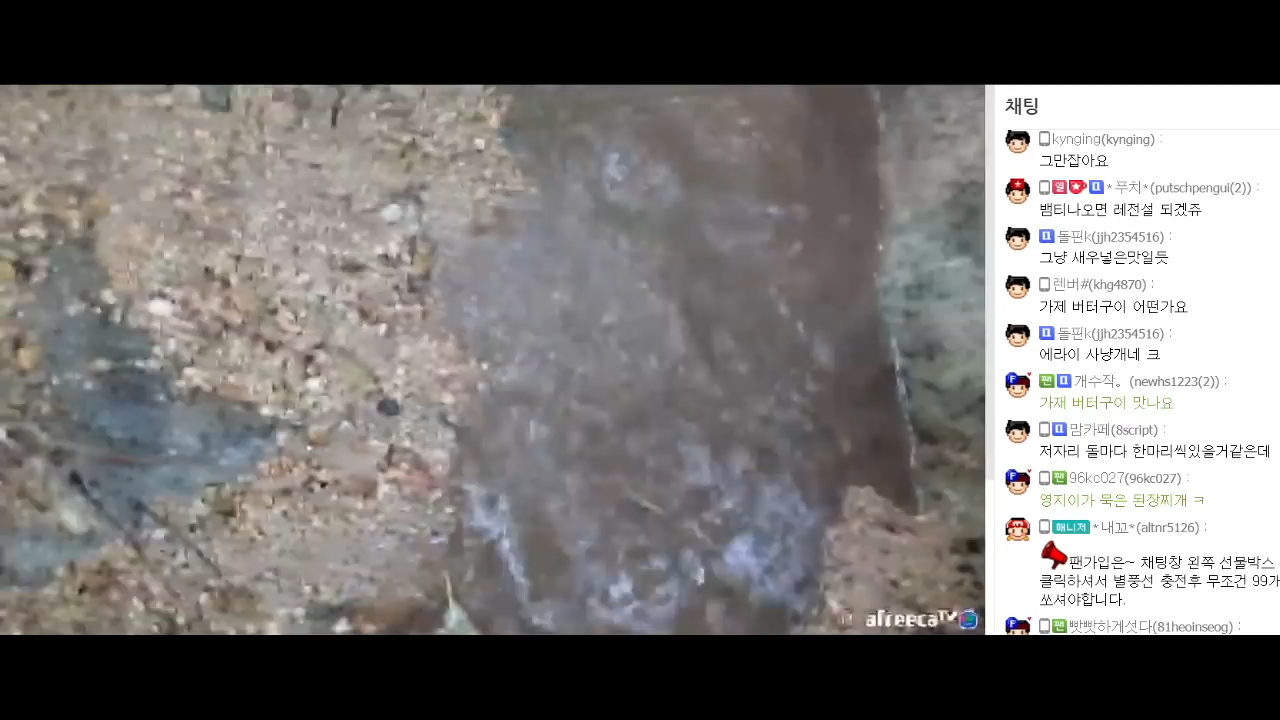 채팅
kynging(kynging) :
그만잡아요
열 *푸치*(putschpengui(2)) :
뱀티나오면 레전설 되겠쥬
돌핀k(jjh2354516) :
그냥 새우넣은맛일듯
렌버#(khg4870) :
가제 버터구이 어떤가요
돌핀k(jjh2354516) :
에라이 사냥개네 크
팬 개수작。(newhs1223(2)) :
가재 버터구이 맛나요
맘카페(8script) :
저자리 돌마다 한마리씩있을거같은데
팬 96kc027(96kc027) :
영지이가 묵은 된장찌개 ㅋ
매니저 *내꼬*(altnr5126) :
팬가입은~ 채팅창 왼쪽 선물박스
클릭하셔서 별풍선 충전후 무조건 99가
쏘셔야합니다.
팬 빳빳하게섯다(81heoinseog) :
afreecaTV